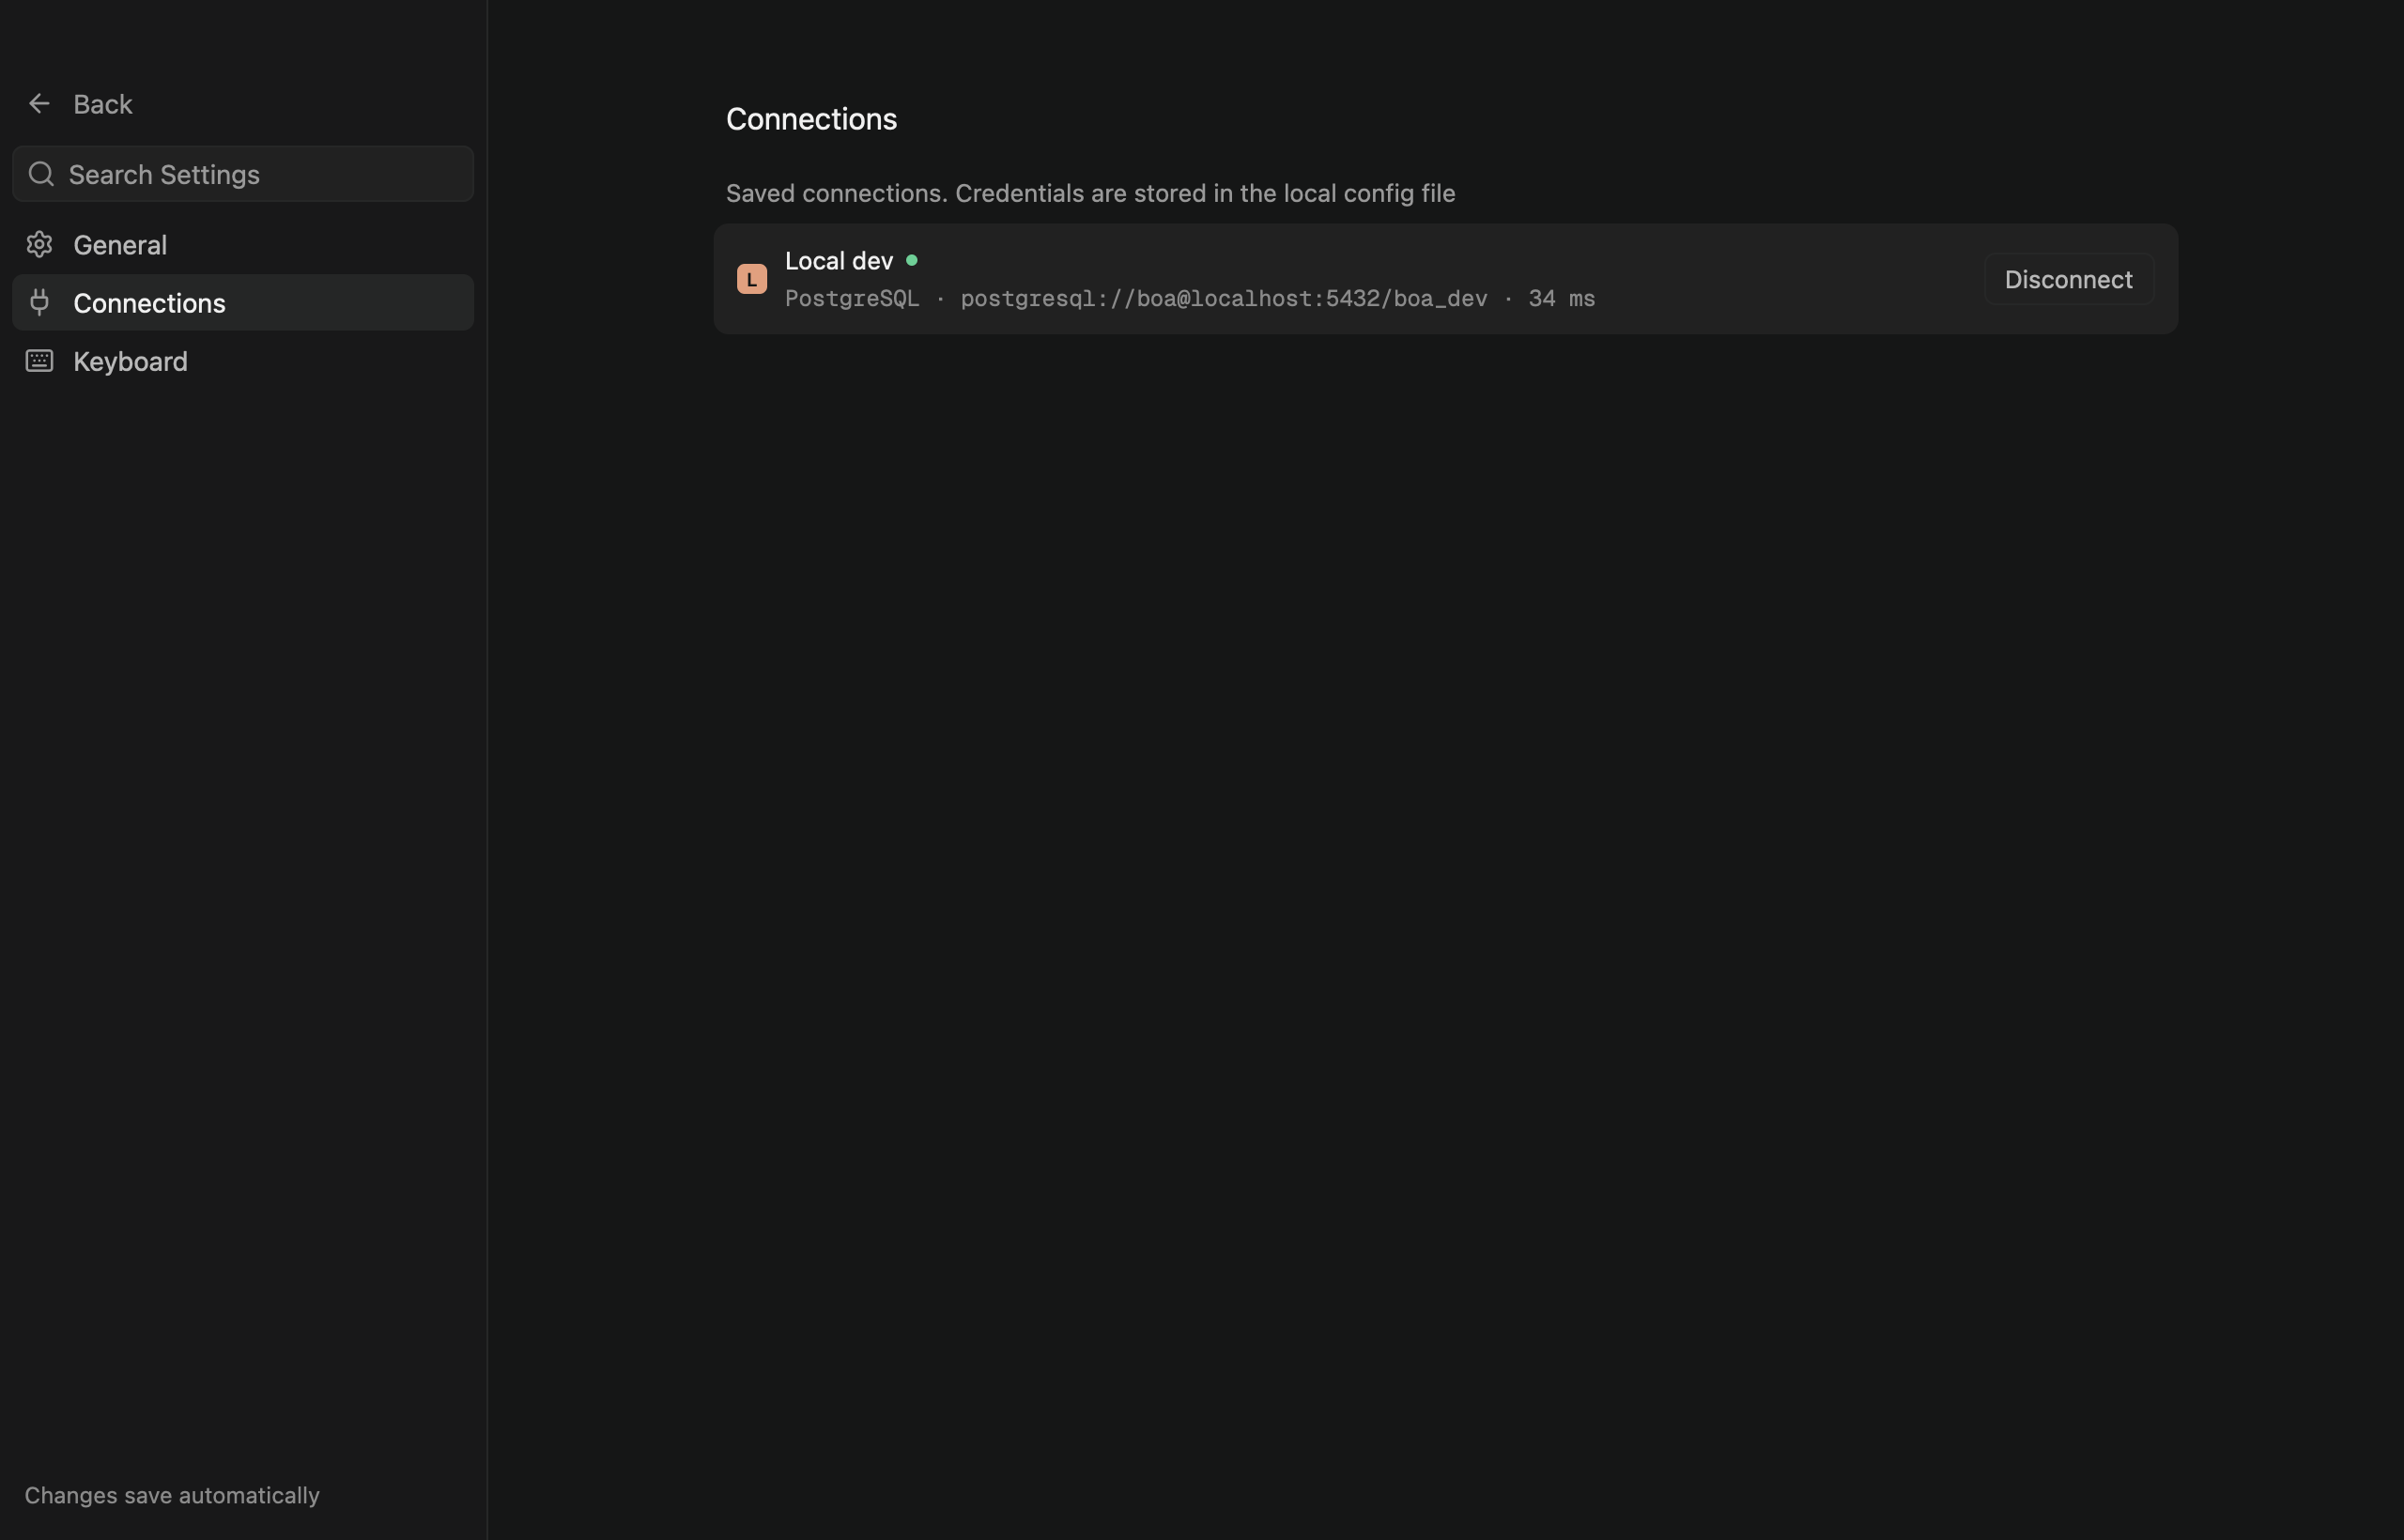 Back
Search Settings
General
Connections
Keyboard
Changes save automatically
Connections
Saved connections. Credentials are stored in the local config file
L
Local dev
PostgreSQL · postgresql://boa@localhost:5432/boa_dev · 34 ms
Disconnect